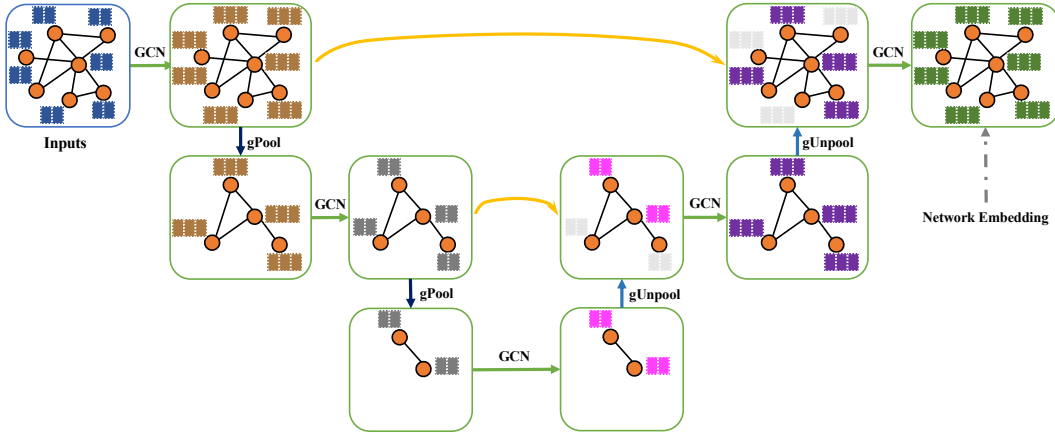 GCN
GCN
Inputs
gPool
gUnpool
GCN
GCN
Network Embedding
gPool
gUnpool
GCN